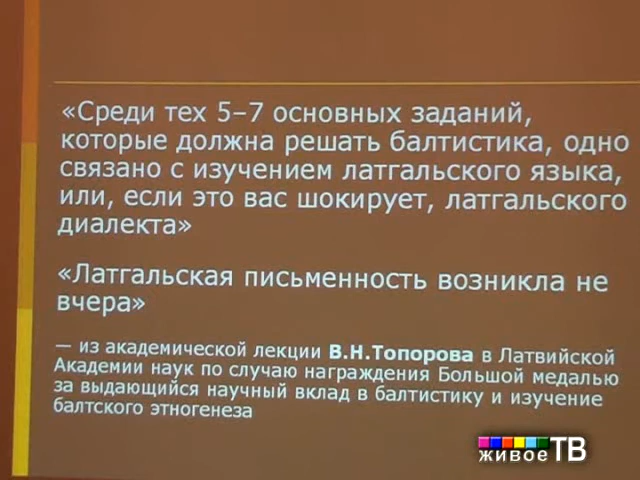 «Среди тех 5–7 основных заданий,
которые должна решать балтистика, одно
связано с изучением латгальского языка,
или, если это вас шокирует, латгальского
диалекта»
«Латгальская письменность возникла не
вчера»
— из академической лекции В.Н.Топорова в Латвийской
Академии наук по случаю награждения Большой медалью
за выдающийся научный вклад в балтистику и изучение
балтского этногенеза
живое ТВ